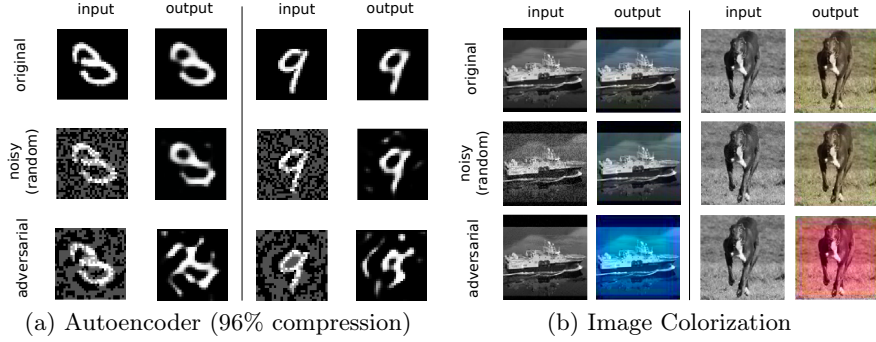 input output input output
original
noisy
(random)
adversarial
(a) Autoencoder (96% compression)
input output input output
original
noisy
(random)
adversarial
(b) Image Colorization